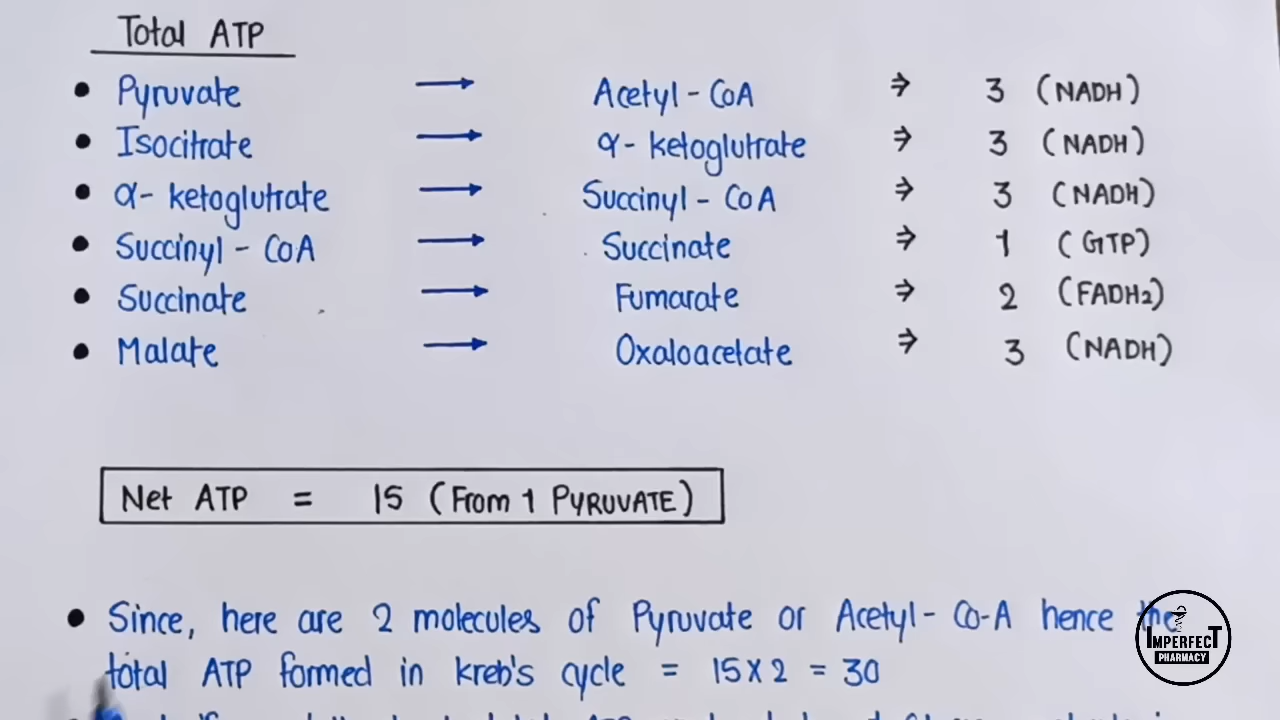 Total ATP
• Pyruvate → Acetyl-CoA ⇒ 3 (NADH)
• Isocitrate → α-ketoglutrate ⇒ 3 (NADH)
• α-ketoglutrate → Succinyl-CoA ⇒ 3 (NADH)
• Succinyl-CoA → Succinate ⇒ 1 (GTP)
• Succinate → Fumarate ⇒ 2 (FADH₂)
• Malate → Oxaloacetate ⇒ 3 (NADH)
Net ATP = 15 (From 1 PYRUVATE)
• Since, here are 2 molecules of Pyruvate or Acetyl-Co-A hence the
total ATP formed in kreb's cycle = 15 X 2 = 30
IMPERFECT
PHARMACY